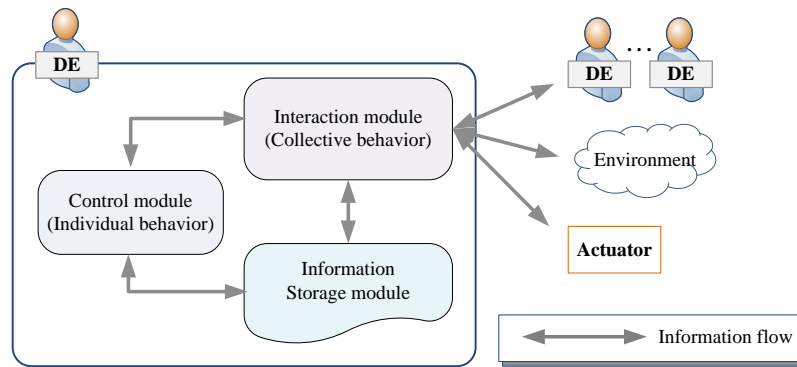 DE
Interaction module
(Collective behavior)
Control module
(Individual behavior)
Information
Storage module
...
DE
DE
Environment
Actuator
Information flow